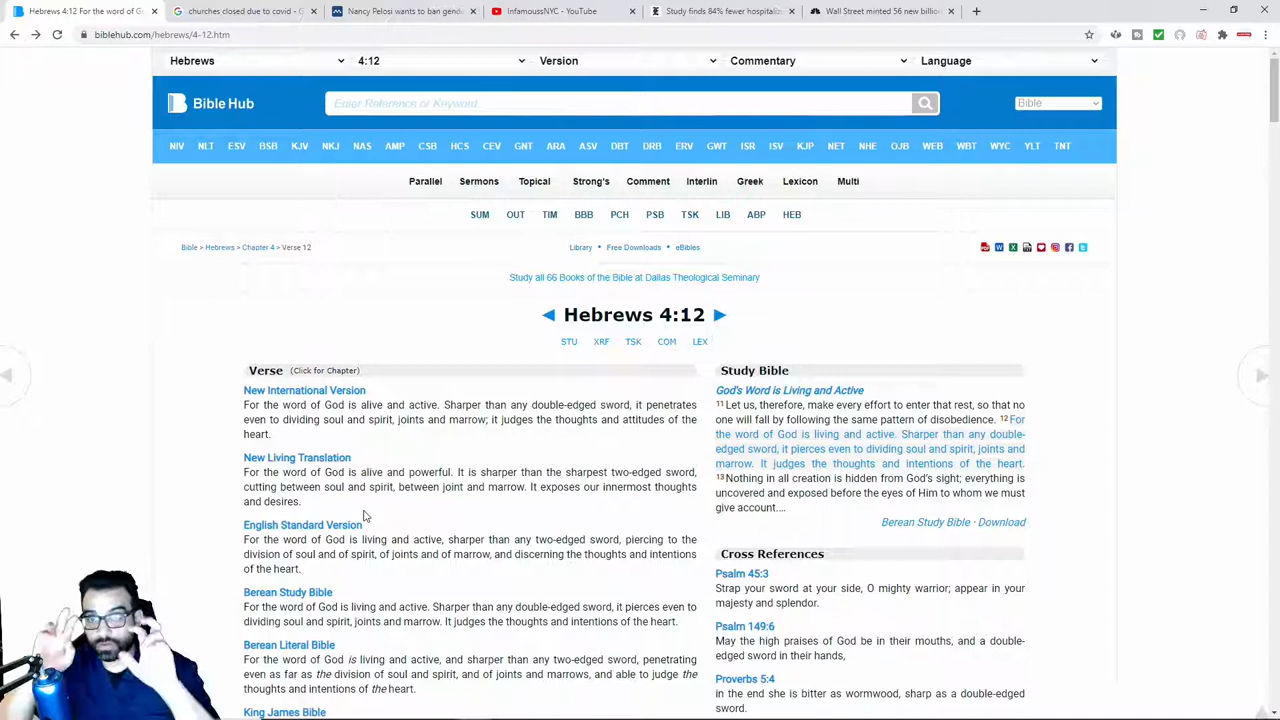 Hebrews 4:12 For the word of G
churches closed due to covid - G
Nancy Pelosi wants to ban gend
InfamousNYC - YouTube
Study finds 84% fewer hospitaliz
Wall Street minted 56 new billio
biblehub.com/hebrews/4-12.htm
Hebrews 4:12 Version Commentary Language
Bible Hub
Enter Reference or Keyword
Bible
NIV NLT ESV BSB KJV NKJ NAS AMP CSB HCS CEV GNT ARA ASV DBT DRB ERV GWT ISR ISV KJP NET NHE OJB WEB WBT WYC YLT TNT
Parallel Sermons Topical Strong's Comment Interlin Greek Lexicon Multi
SUM OUT TIM BBB PCH PSB TSK LIB ABP HEB
Bible > Hebrews > Chapter 4 > Verse 12
Library • Free Downloads • eBibles
Study all 66 Books of the Bible at Dallas Theological Seminary
◄ Hebrews 4:12 ►
STU XRF TSK COM LEX
Verse (Click for Chapter)
New International Version
For the word of God is alive and active. Sharper than any double-edged sword, it penetrates
even to dividing soul and spirit, joints and marrow; it judges the thoughts and attitudes of the
heart.
New Living Translation
For the word of God is alive and powerful. It is sharper than the sharpest two-edged sword,
cutting between soul and spirit, between joint and marrow. It exposes our innermost thoughts
and desires.
English Standard Version
For the word of God is living and active, sharper than any two-edged sword, piercing to the
division of soul and of spirit, of joints and of marrow, and discerning the thoughts and intentions
of the heart.
Berean Study Bible
For the word of God is living and active. Sharper than any double-edged sword, it pierces even to
dividing soul and spirit, joints and marrow. It judges the thoughts and intentions of the heart.
Berean Literal Bible
For the word of God is living and active, and sharper than any two-edged sword, penetrating
even as far as the division of soul and spirit, and of joints and marrows, and able to judge the
thoughts and intentions of the heart.
King James Bible
Study Bible
God's Word is Living and Active
11Let us, therefore, make every effort to enter that rest, so that no
one will fall by following the same pattern of disobedience. 12For
the word of God is living and active. Sharper than any double-
edged sword, it pierces even to dividing soul and spirit, joints and
marrow. It judges the thoughts and intentions of the heart.
13Nothing in all creation is hidden from God's sight; everything is
uncovered and exposed before the eyes of Him to whom we must
give account.…
Berean Study Bible · Download
Cross References
Psalm 45:3
Strap your sword at your side, O mighty warrior; appear in your
majesty and splendor.
Psalm 149:6
May the high praises of God be in their mouths, and a double-
edged sword in their hands,
Proverbs 5:4
in the end she is bitter as wormwood, sharp as a double-edged
sword.